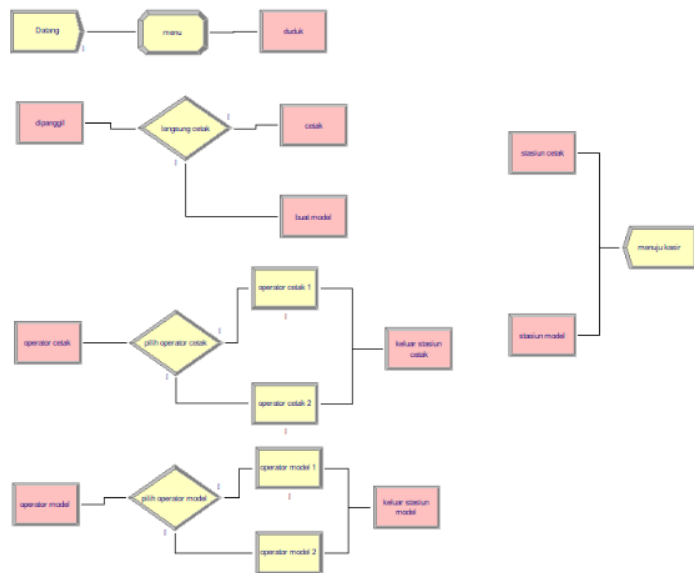 Datang
menu
duduk
dipanggil
langsung cetak
cetak
buat model
stasiun cetak
menuju kasir
stasiun model
operator cetak
pilih operator cetak
operator cetak 1
operator cetak 2
keluar stasiun
cetak
operator model
pilih operator model
operator model 1
operator model 2
keluar stasiun
model